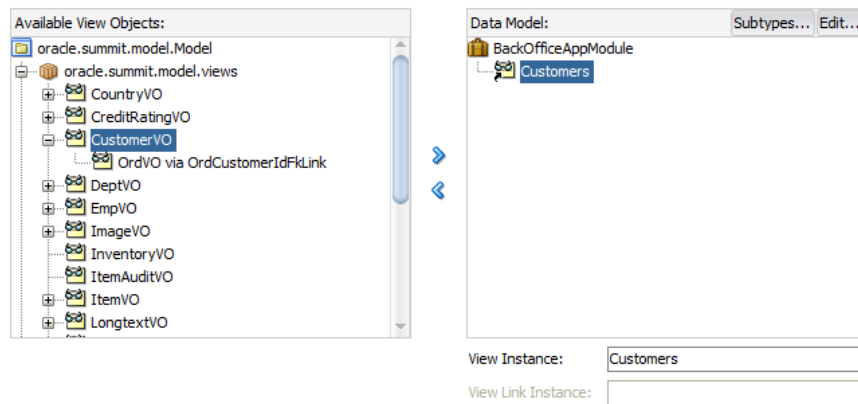 Available View Objects:
oracle.summit.model.Model
oracle.summit.model.views
CountryVO
CreditRatingVO
CustomerVO
OrdVO via OrdCustomerIdFkLink
DeptVO
EmpVO
ImageVO
InventoryVO
ItemAuditVO
ItemVO
LongtextVO
Data Model:
Subtypes...
Edit...
BackOfficeAppModule
Customers
View Instance:
Customers
View Link Instance: